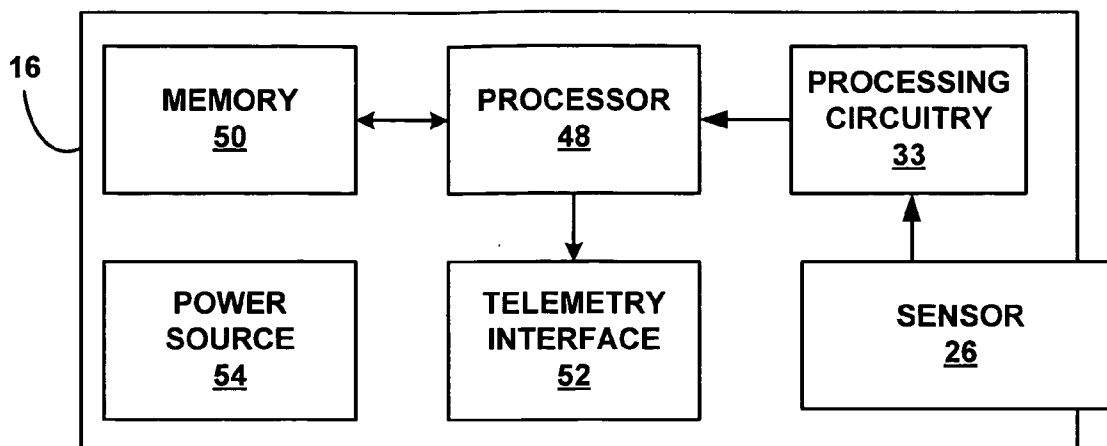 16
MEMORY
50
PROCESSOR
48
PROCESSING
CIRCUITRY
33
POWER
SOURCE
54
TELEMETRY
INTERFACE
52
SENSOR
26